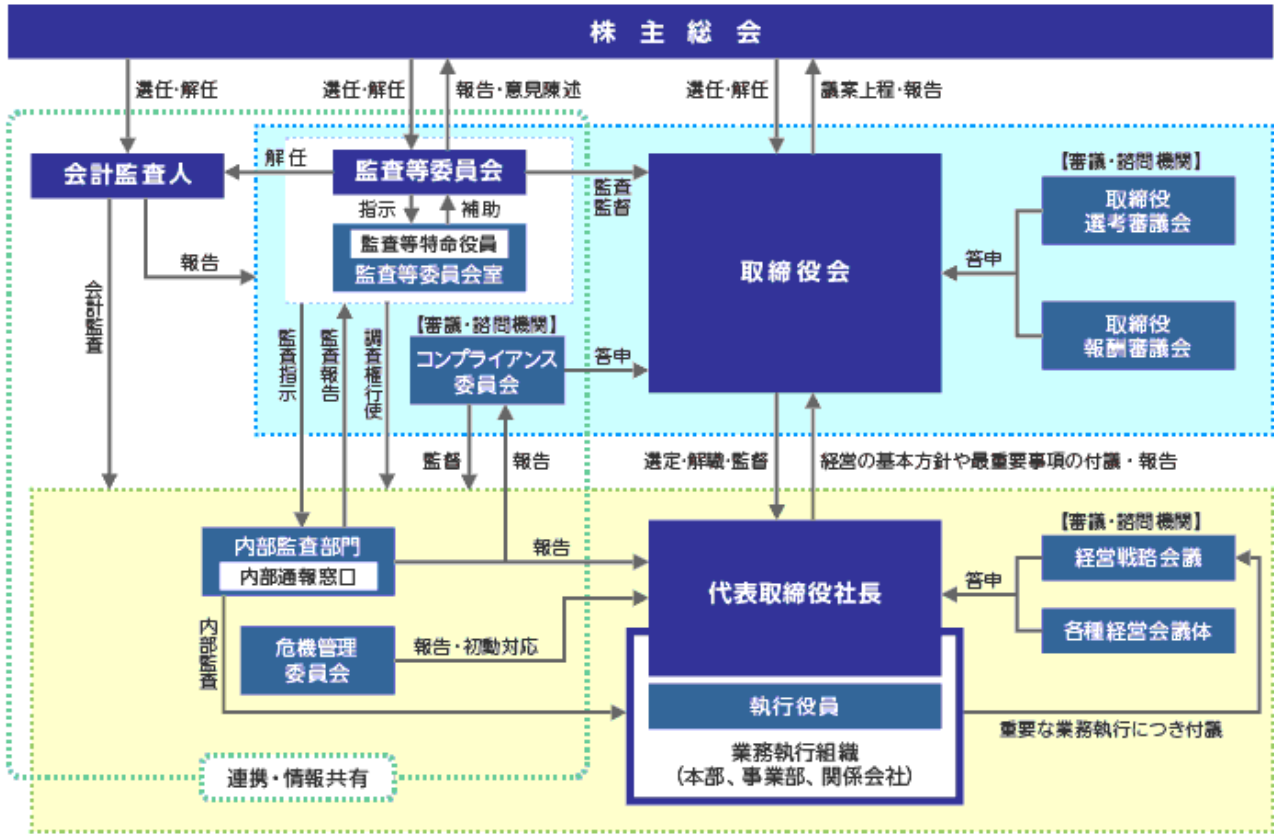 株主総会
選任・解任
選任・解任
報告・意見陳述
選任・解任
議案上程・報告
会計監査人
解任
監査等委員会
監査
監督
指示
補助
監査等特命役員
監査等委員会室
報告
会計監査
取締役会
【審議・諮問機関】
取締役
選考審議会
答申
取締役
報酬審議会
監査指示
監査報告
調査権行使
【審議・諮問機関】
コンプライアンス
委員会
答申
監督
報告
選定・解職・監督
経営の基本方針や最重要事項の付議・報告
内部監査部門
内部通報窓口
報告
代表取締役社長
【審議・諮問機関】
経営戦略会議
答申
各種経営会議体
内部監査
危機管理
委員会
報告・初動対応
執行役員
重要な業務執行につき付議
業務執行組織
(本部、事業部、関係会社)
連携・情報共有